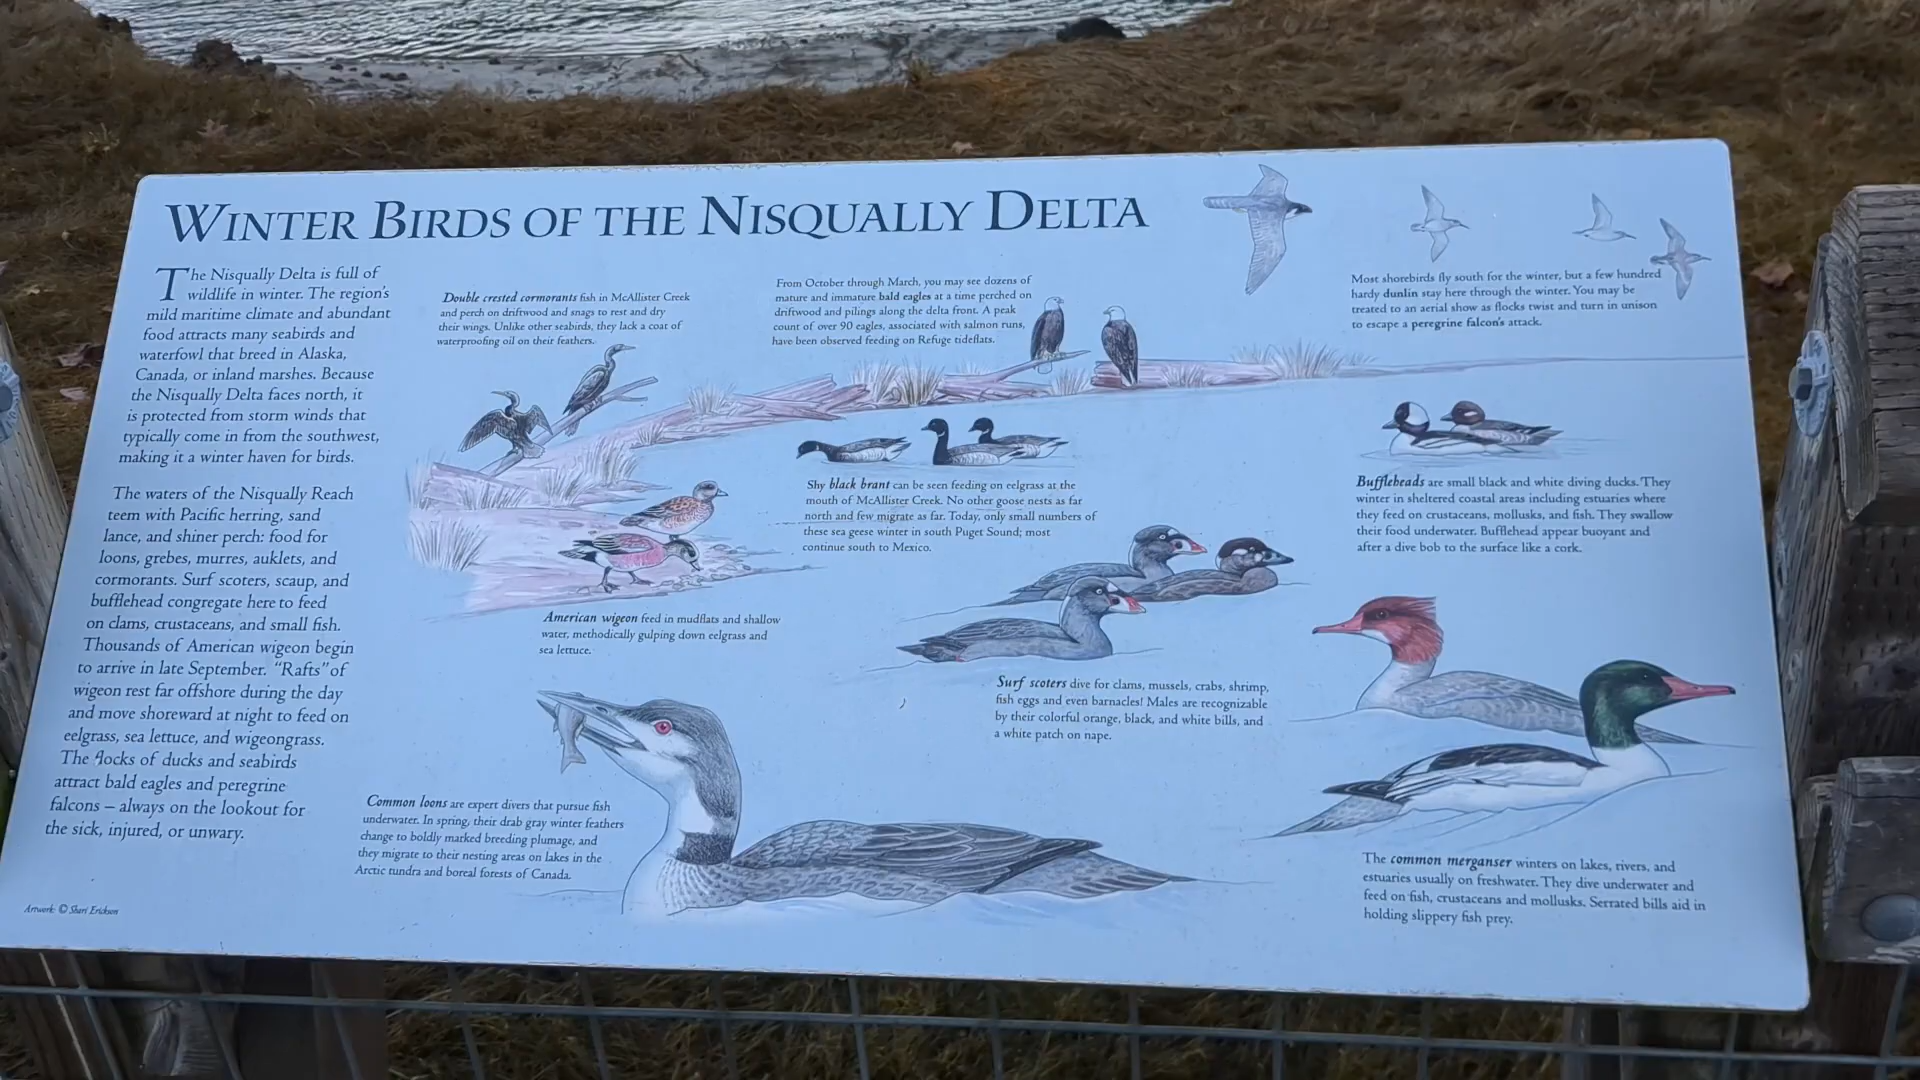 WINTER BIRDS OF THE NISQUALLY DELTA
The Nisqually Delta is full of
wildlife in winter. The region's
mild maritime climate and abundant
food attracts many seabirds and
waterfowl that breed in Alaska,
Canada, or inland marshes. Because
the Nisqually Delta faces north, it
is protected from storm winds that
typically come in from the southwest,
making it a winter haven for birds.
The waters of the Nisqually Reach
teem with Pacific herring, sand
lance, and shiner perch: food for
loons, grebes, murres, auklets, and
cormorants. Surf scoters, scaup, and
bufflehead congregate here to feed
on clams, crustaceans, and small fish.
Thousands of American wigeon begin
to arrive in late September. "Rafts" of
wigeon rest far offshore during the day
and move shoreward at night to feed on
eelgrass, sea lettuce, and wigeongrass.
The flocks of ducks and seabirds
attract bald eagles and peregrine
falcons – always on the lookout for
the sick, injured, or unwary.
Artwork: © Sheri Erickson
Double crested cormorants fish in McAllister Creek
and perch on driftwood and snags to rest and dry
their wings. Unlike other seabirds, they lack a coat of
waterproofing oil on their feathers.
From October through March, you may see dozens of
mature and immature bald eagles at a time perched on
driftwood and pilings along the delta front. A peak
count of over 90 eagles, associated with salmon runs,
have been observed feeding on Refuge tideflats.
Most shorebirds fly south for the winter, but a few hundred
hardy dunlin stay here through the winter. You may be
treated to an aerial show as flocks twist and turn in unison
to escape a peregrine falcon's attack.
Shy black brant can be seen feeding on eelgrass at the
mouth of McAllister Creek. No other goose nests as far
north and few migrate as far. Today, only small numbers of
these sea geese winter in south Puget Sound; most
continue south to Mexico.
Buffleheads are small black and white diving ducks. They
winter in sheltered coastal areas including estuaries where
they feed on crustaceans, mollusks, and fish. They swallow
their food underwater. Bufflehead appear buoyant and
after a dive bob to the surface like a cork.
American wigeon feed in mudflats and shallow
water, methodically gulping down eelgrass and
sea lettuce.
Surf scoters dive for clams, mussels, crabs, shrimp,
fish eggs and even barnacles! Males are recognizable
by their colorful orange, black, and white bills, and
a white patch on nape.
Common loons are expert divers that pursue fish
underwater. In spring, their drab gray winter feathers
change to boldly marked breeding plumage, and
they migrate to their nesting areas on lakes in the
Arctic tundra and boreal forests of Canada.
The common merganser winters on lakes, rivers, and
estuaries usually on freshwater. They dive underwater and
feed on fish, crustaceans and mollusks. Serrated bills aid in
holding slippery fish prey.